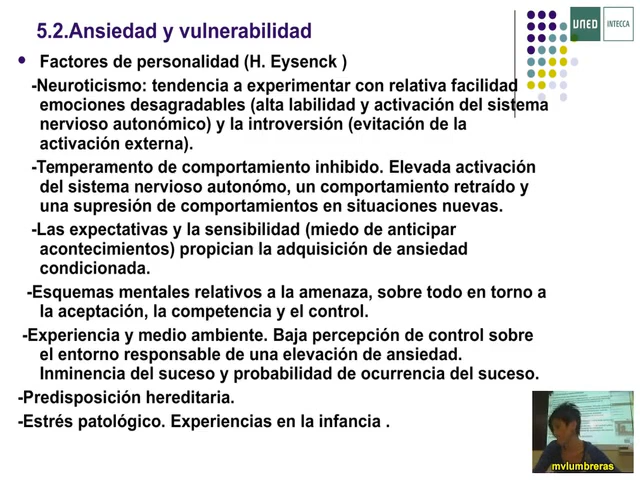 5.2.Ansiedad y vulnerabilidad
UNED
INTECCA
Factores de personalidad (H. Eysenck )
-Neuroticismo: tendencia a experimentar con relativa facilidad
emociones desagradables (alta labilidad y activación del sistema
nervioso autonómico) y la introversión (evitación de la
activación externa).
-Temperamento de comportamiento inhibido. Elevada activación
del sistema nervioso autonómo, un comportamiento retraído y
una supresión de comportamientos en situaciones nuevas.
-Las expectativas y la sensibilidad (miedo de anticipar
acontecimientos) propician la adquisición de ansiedad
condicionada.
-Esquemas mentales relativos a la amenaza, sobre todo en torno a
la aceptación, la competencia y el control.
-Experiencia y medio ambiente. Baja percepción de control sobre
el entorno responsable de una elevación de ansiedad.
Inminencia del suceso y probabilidad de ocurrencia del suceso.
-Predisposición hereditaria.
-Estrés patológico. Experiencias en la infancia .
mvlumbreras